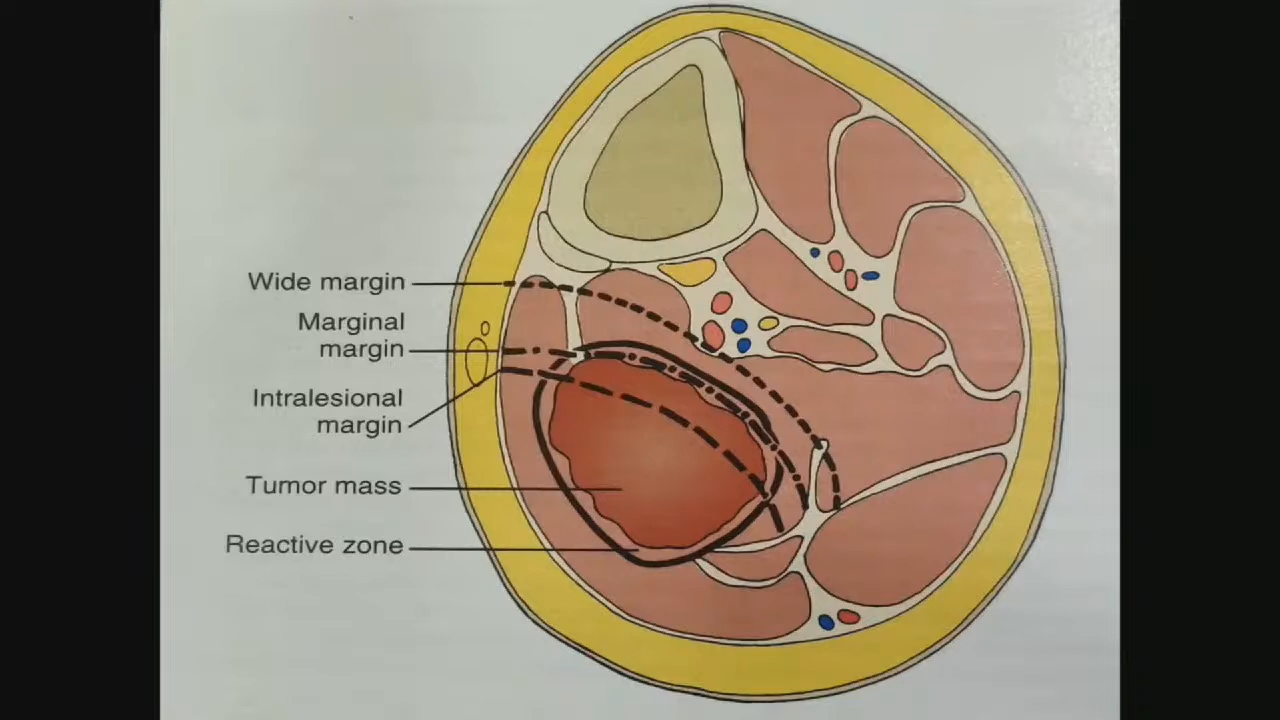 Wide margin
Marginal
margin
Intralesional
margin
Tumor mass
Reactive zone